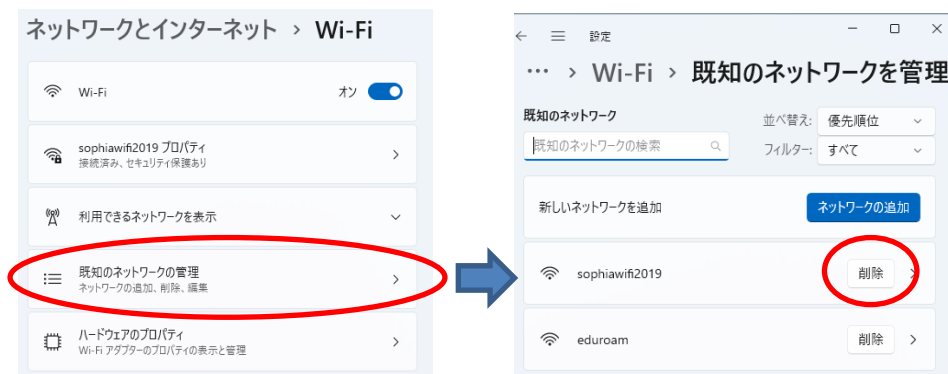 ネットワークとインターネット › Wi-Fi
Wi-Fi
オン
sophiawifi2019 プロパティ
接続済み、セキュリティ保護あり
利用できるネットワークを表示
既知のネットワークの管理
ネットワークの追加、削除、編集
ハードウェアのプロパティ
Wi-Fi アダプターのプロパティの表示と管理
設定
… › Wi-Fi › 既知のネットワークを管理
既知のネットワーク
並べ替え: 優先順位
既知のネットワークの検索
フィルター: すべて
新しいネットワークを追加
ネットワークの追加
sophiawifi2019
削除
eduroam
削除